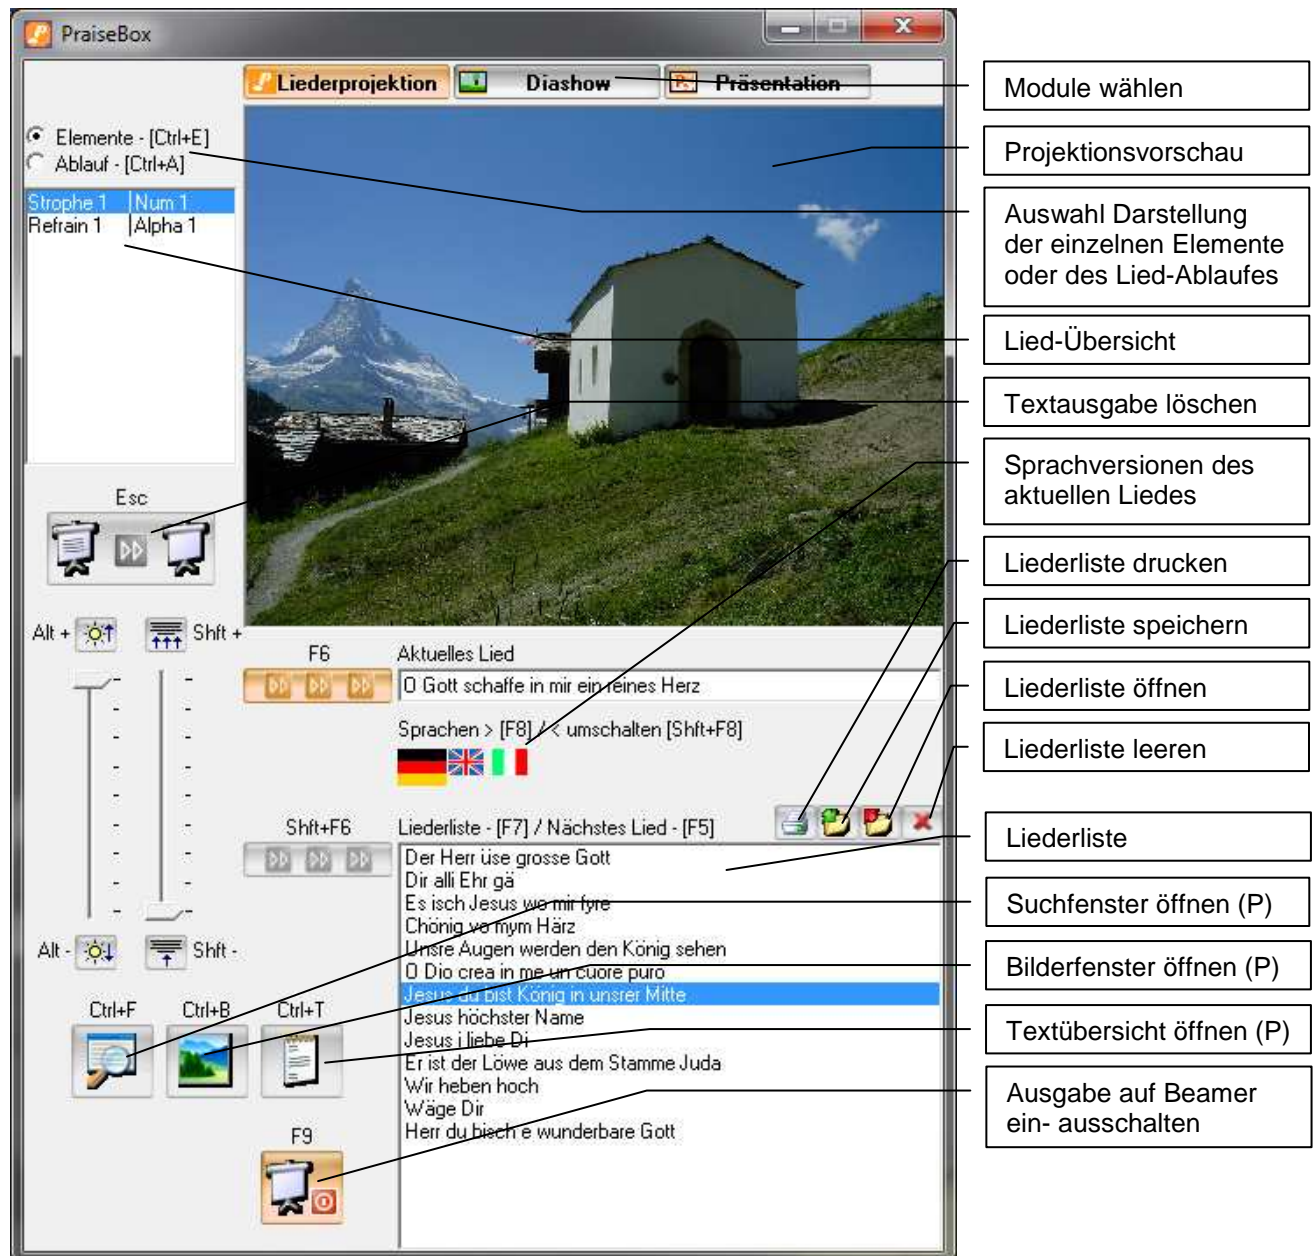 PraiseBox
Liederprojektion
Diashow
Präsentation
Elemente - [Ctrl+E]
Ablauf - [Ctrl+A]
Strophe 1 Num 1
Refrain 1 Alpha 1
Esc
Alt +
Shft +
F6
Aktuelles Lied
O Gott schaffe in mir ein reines Herz
Sprachen > [F8] / < umschalten [Shft+F8]
Shft+F6
Liederliste - [F7] / Nächstes Lied - [F5]
Der Herr üse grosse Gott
Dir alli Ehr gä
Es isch Jesus wo mir fyre
Chönig vo mym Härz
Unsre Augen werden den König sehen
O Dio crea in me un cuore puro
Jesus du bist König in unsrer Mitte
Jesus höchster Name
Jesus i liebe Di
Er ist der Löwe aus dem Stamme Juda
Wir heben hoch
Wäge Dir
Herr du bisch e wunderbare Gott
Alt -
Shft -
Ctrl+F
Ctrl+B
Ctrl+T
F9
Module wählen
Projektionsvorschau
Auswahl Darstellung
der einzelnen Elemente
oder des Lied-Ablaufes
Lied-Übersicht
Textausgabe löschen
Sprachversionen des
aktuellen Liedes
Liederliste drucken
Liederliste speichern
Liederliste öffnen
Liederliste leeren
Liederliste
Suchfenster öffnen (P)
Bilderfenster öffnen (P)
Textübersicht öffnen (P)
Ausgabe auf Beamer
ein- ausschalten